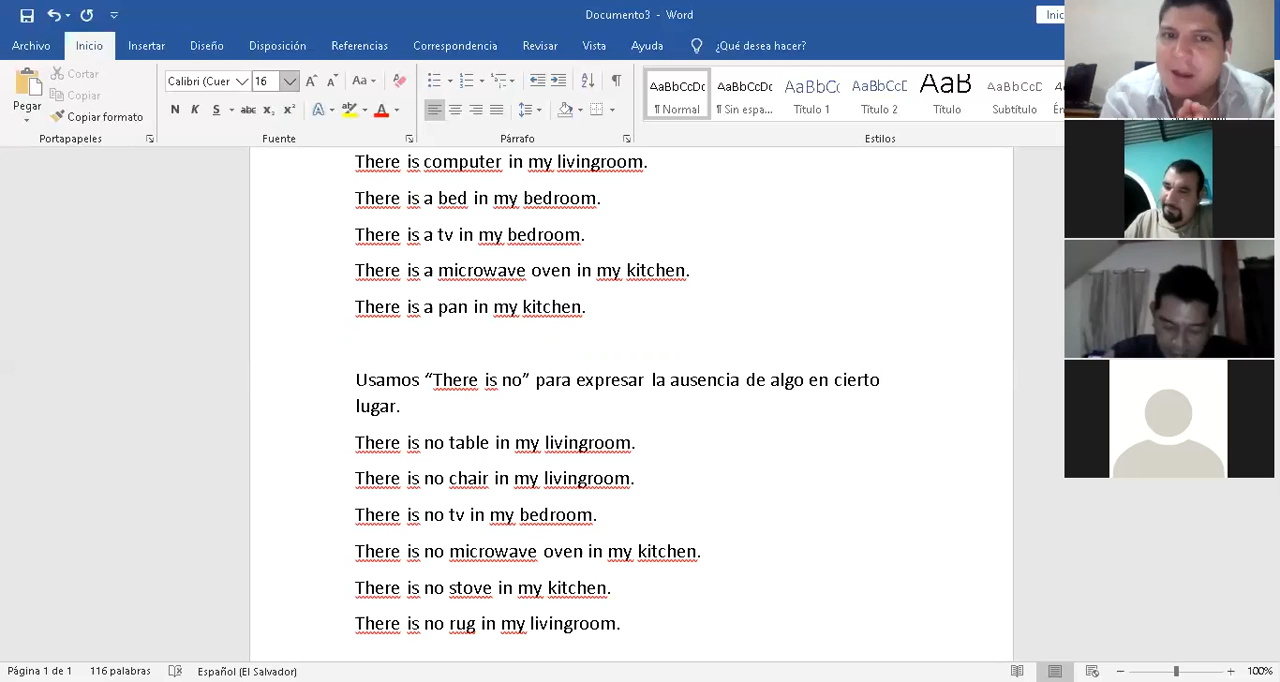 Documento3 - Word
Inic
Archivo Inicio Insertar Diseño Disposición Referencias Correspondencia Revisar Vista Ayuda ¿Qué desea hacer?
Pegar
Cortar
Copiar
Copiar formato
Portapapeles
Calibri (Cuer 16
N K S abc x₂ x²
Fuente
Párrafo
AaBbCcDc ¶ Normal
AaBbCcDc ¶ Sin espa...
AaBbCc Título 1
AaBbCcD Título 2
AaB Título
AaBbCcD Subtítulo
Estilos
There is computer in my livingroom.
There is a bed in my bedroom.
There is a tv in my bedroom.
There is a microwave oven in my kitchen.
There is a pan in my kitchen.
Usamos “There is no” para expresar la ausencia de algo en cierto
lugar.
There is no table in my livingroom.
There is no chair in my livingroom.
There is no tv in my bedroom.
There is no microwave oven in my kitchen.
There is no stove in my kitchen.
There is no rug in my livingroom.
Página 1 de 1 116 palabras Español (El Salvador) 100%